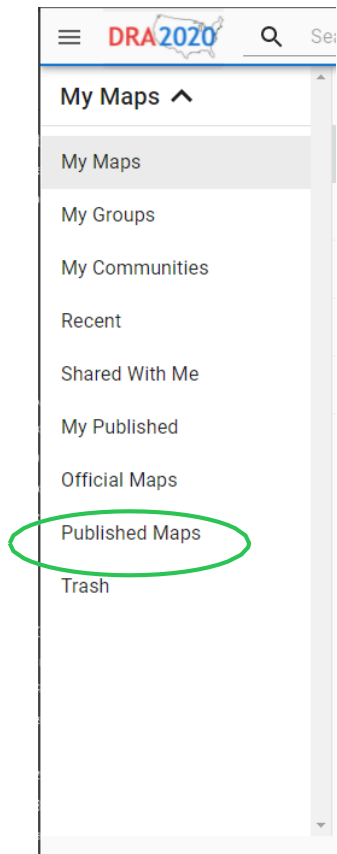 DRA2020
My Maps
My Maps
My Groups
My Communities
Recent
Shared With Me
My Published
Official Maps
Published Maps
Trash